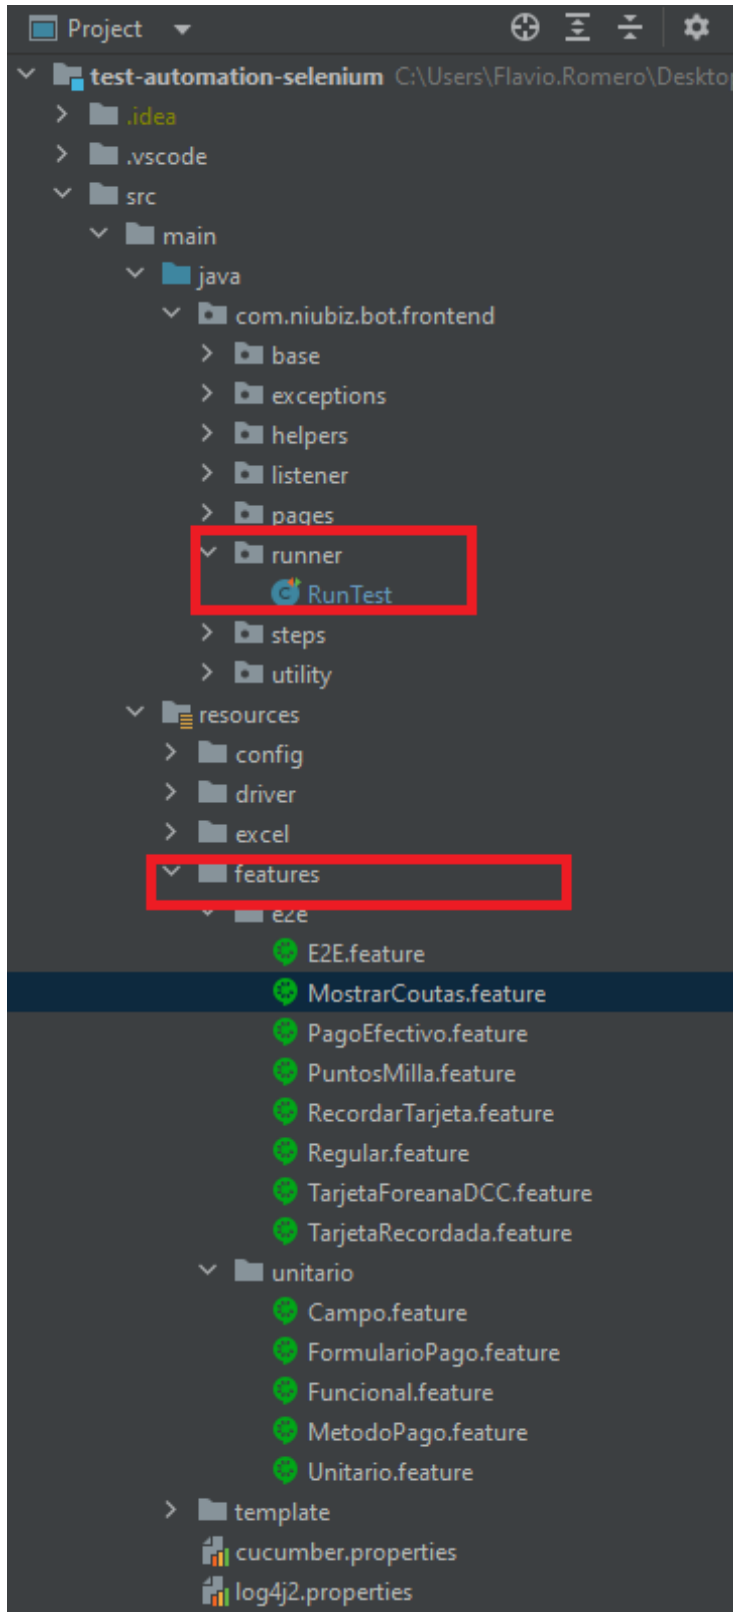 Project
test-automation-selenium C:\Users\Flavio.Romero\Deskto
.idea
.vscode
src
main
java
com.niubiz.bot.frontend
base
exceptions
helpers
listener
pages
runner
RunTest
steps
utility
resources
config
driver
excel
features
e2e
E2E.feature
MostrarCoutas.feature
PagoEfectivo.feature
PuntosMilla.feature
RecordarTarjeta.feature
Regular.feature
TarjetaForeanaDCC.feature
TarjetaRecordada.feature
unitario
Campo.feature
FormularioPago.feature
Funcional.feature
MetodoPago.feature
Unitario.feature
template
cucumber.properties
log4j2.properties